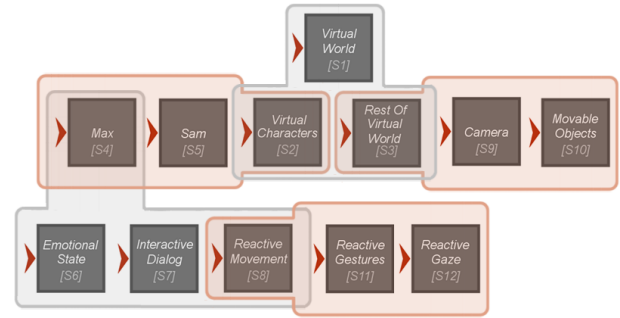 Virtual
World
[S1]
Max
[S4]
Sam
[S5]
Virtual
Characters
[S2]
Rest Of
Virtual
World
[S3]
Camera
[S9]
Movable
Objects
[S10]
Emotional
State
[S6]
Interactive
Dialog
[S7]
Reactive
Movement
[S8]
Reactive
Gestures
[S11]
Reactive
Gaze
[S12]